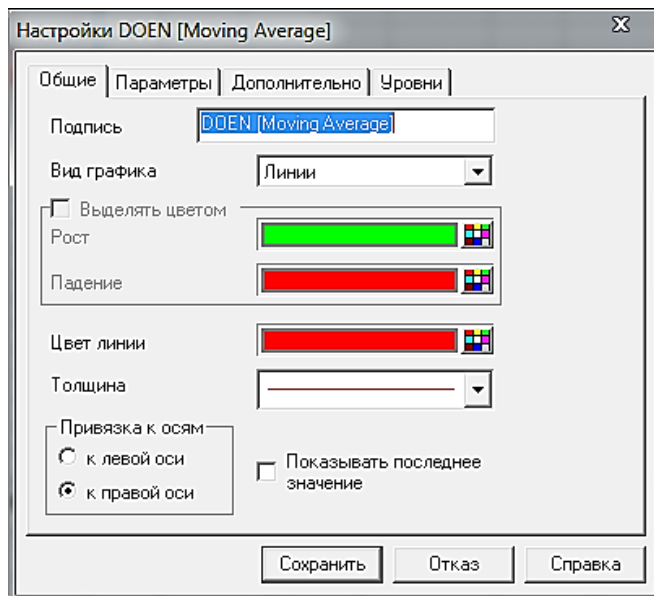 Настройки DOEN [Moving Average]
Общие Параметры Дополнительно Уровни
Подпись DOEN [Moving Average]
Вид графика Линии
Выделять цветом
Рост
Падение
Цвет линии
Толщина
Привязка к осям
к левой оси
к правой оси
Показывать последнее
значение
Сохранить Отказ Справка